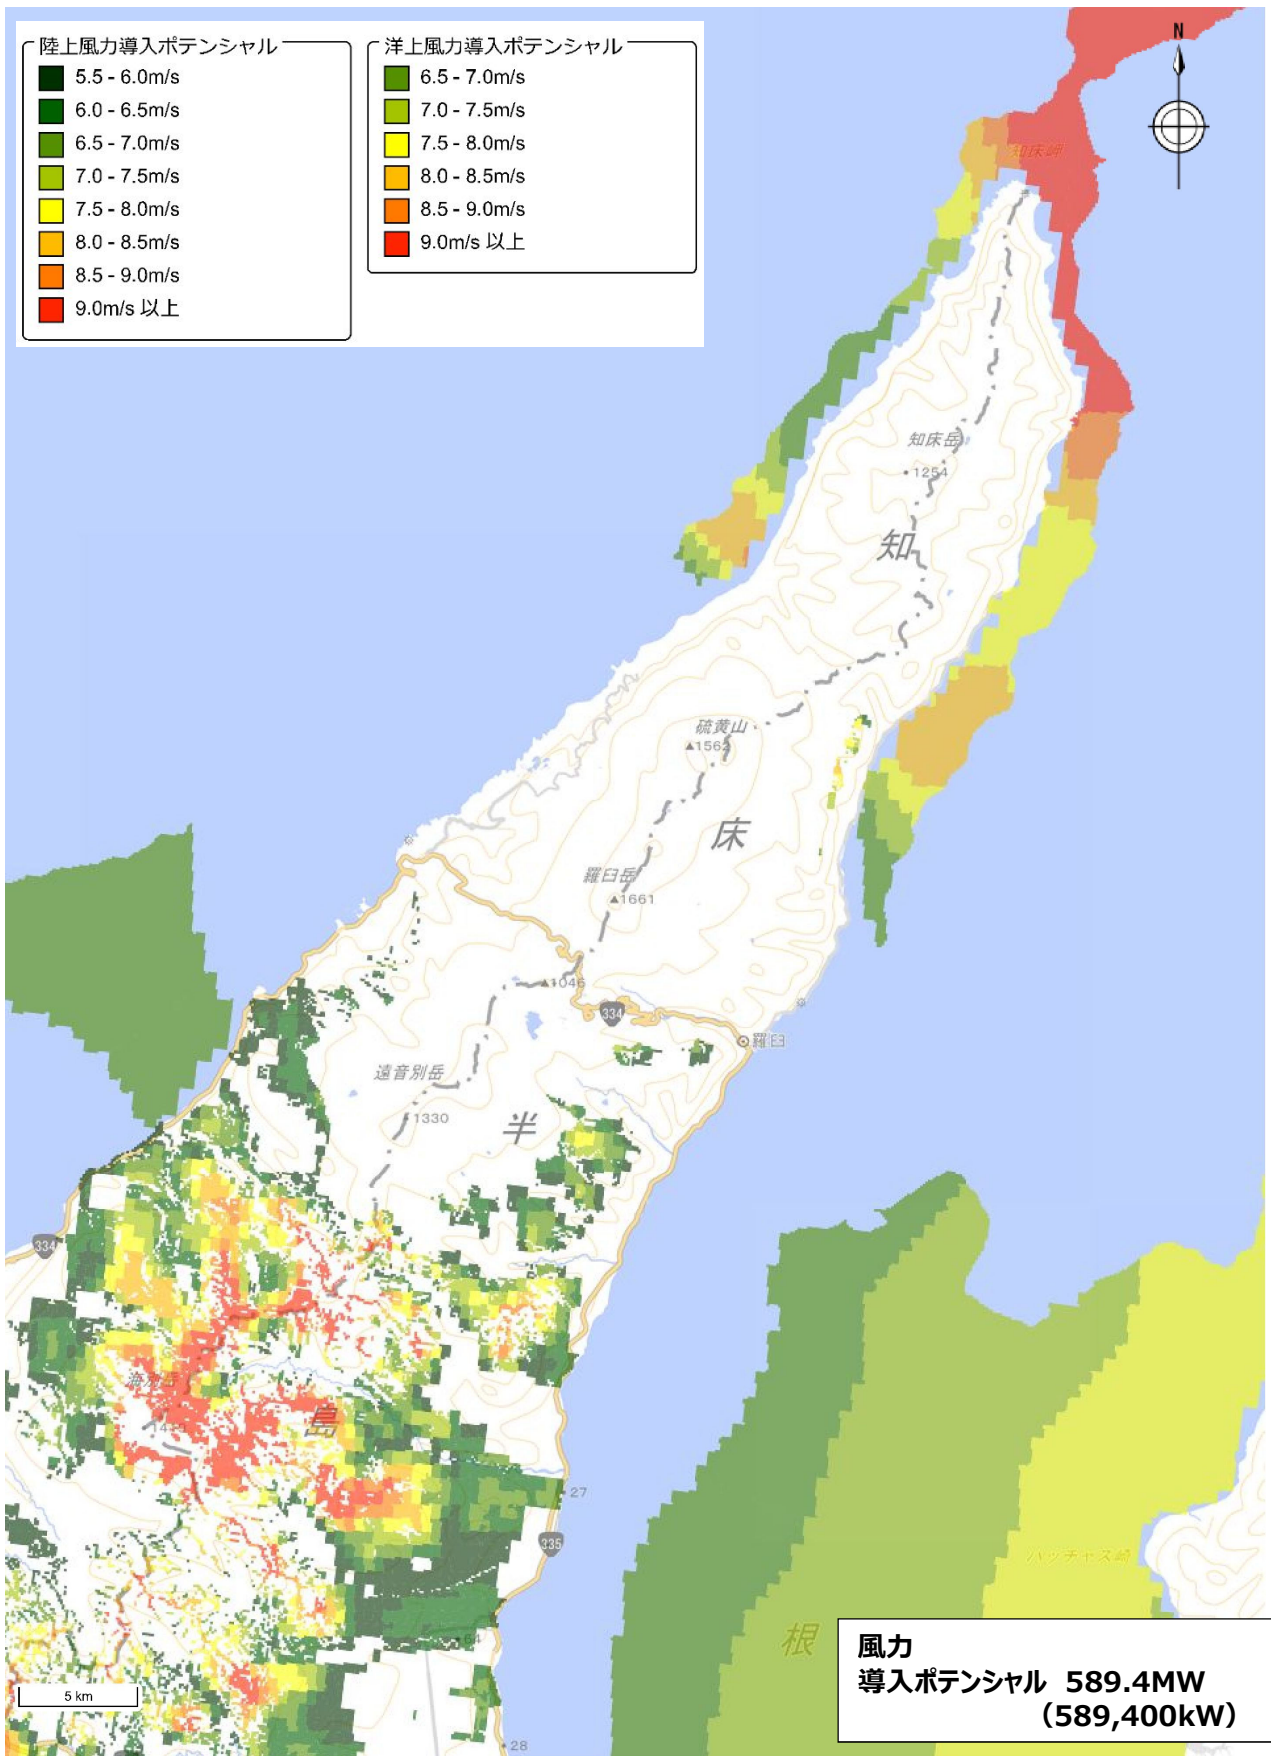 陸上風力導入ポテンシャル
5.5 - 6.0m/s
6.0 - 6.5m/s
6.5 - 7.0m/s
7.0 - 7.5m/s
7.5 - 8.0m/s
8.0 - 8.5m/s
8.5 - 9.0m/s
9.0m/s 以上
洋上風力導入ポテンシャル
6.5 - 7.0m/s
7.0 - 7.5m/s
7.5 - 8.0m/s
8.0 - 8.5m/s
8.5 - 9.0m/s
9.0m/s 以上
N
知床岬
知床岳
1254
知
硫黄山
1562
床
羅臼岳
1661
1046
334
羅臼
遠音別岳
1330
半
334
海別岳
島
27
335
64
28
根
5 km
風力
導入ポテンシャル 589.4MW
（589,400kW）